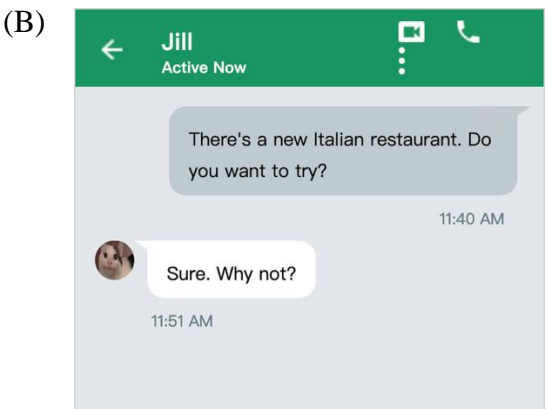 (B)
Jill
Active Now
There's a new Italian restaurant. Do
you want to try?
11:40 AM
Sure. Why not?
11:51 AM